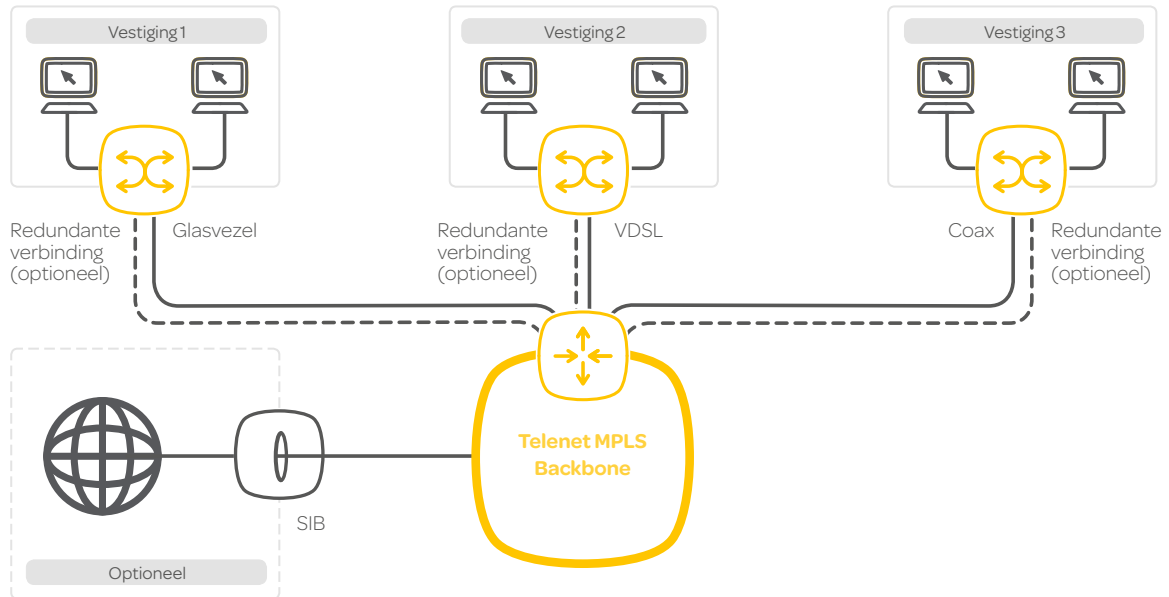 Vestiging 1
Vestiging 2
Vestiging 3
Redundante
verbinding
(optioneel)
Glasvezel
Redundante
verbinding
(optioneel)
VDSL
Coax
Redundante
verbinding
(optioneel)
Telenet MPLS
Backbone
SIB
Optioneel